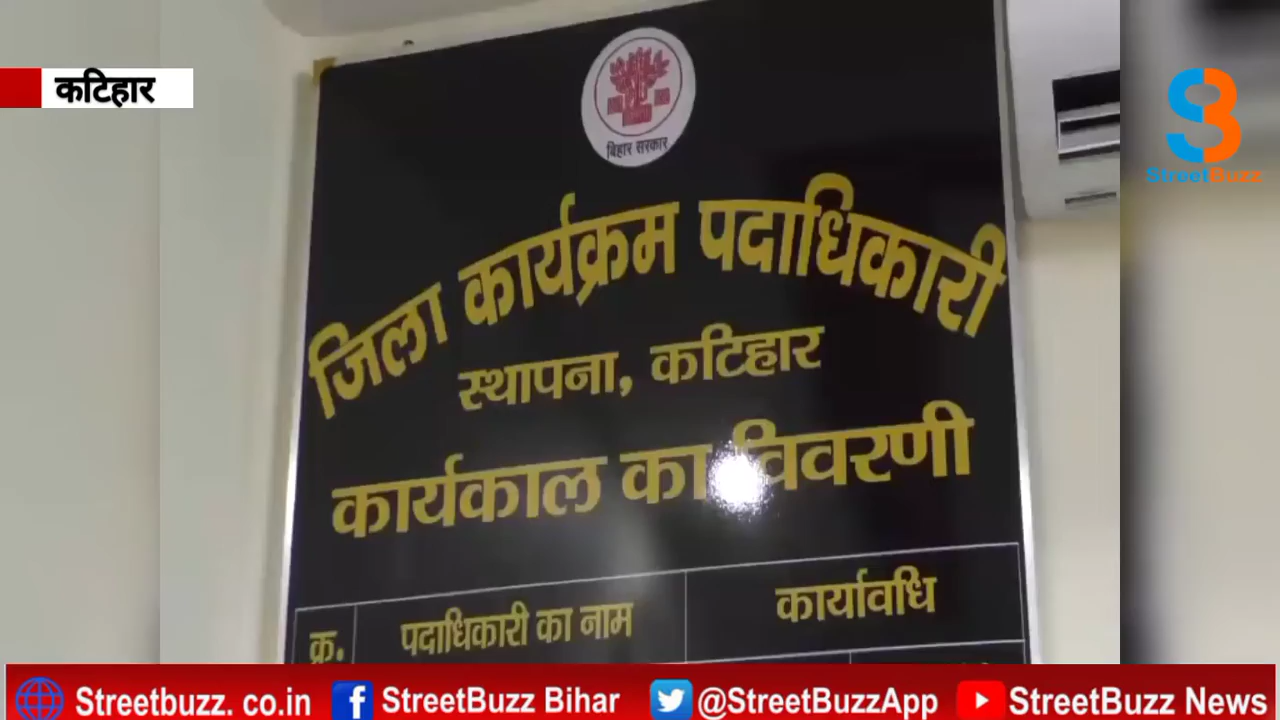 कटिहार
StreetBuzz
बिहार सरकार
जिला कार्यक्रम पदाधिकारी
स्थापना, कटिहार
कार्यकाल का विवरणी
क्र. पदाधिकारी का नाम कार्यावधि
Streetbuzz. co.in StreetBuzz Bihar @StreetBuzzApp StreetBuzz News